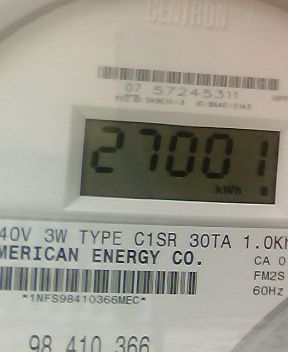 CENTRON®
07 57245311
27001
kWh
40V 3W TYPE C1SR 30TA 1.0Kh
MERICAN ENERGY CO.
CA 0
FM2S
60Hz
*1NFS98410366MEC*
98 410 366